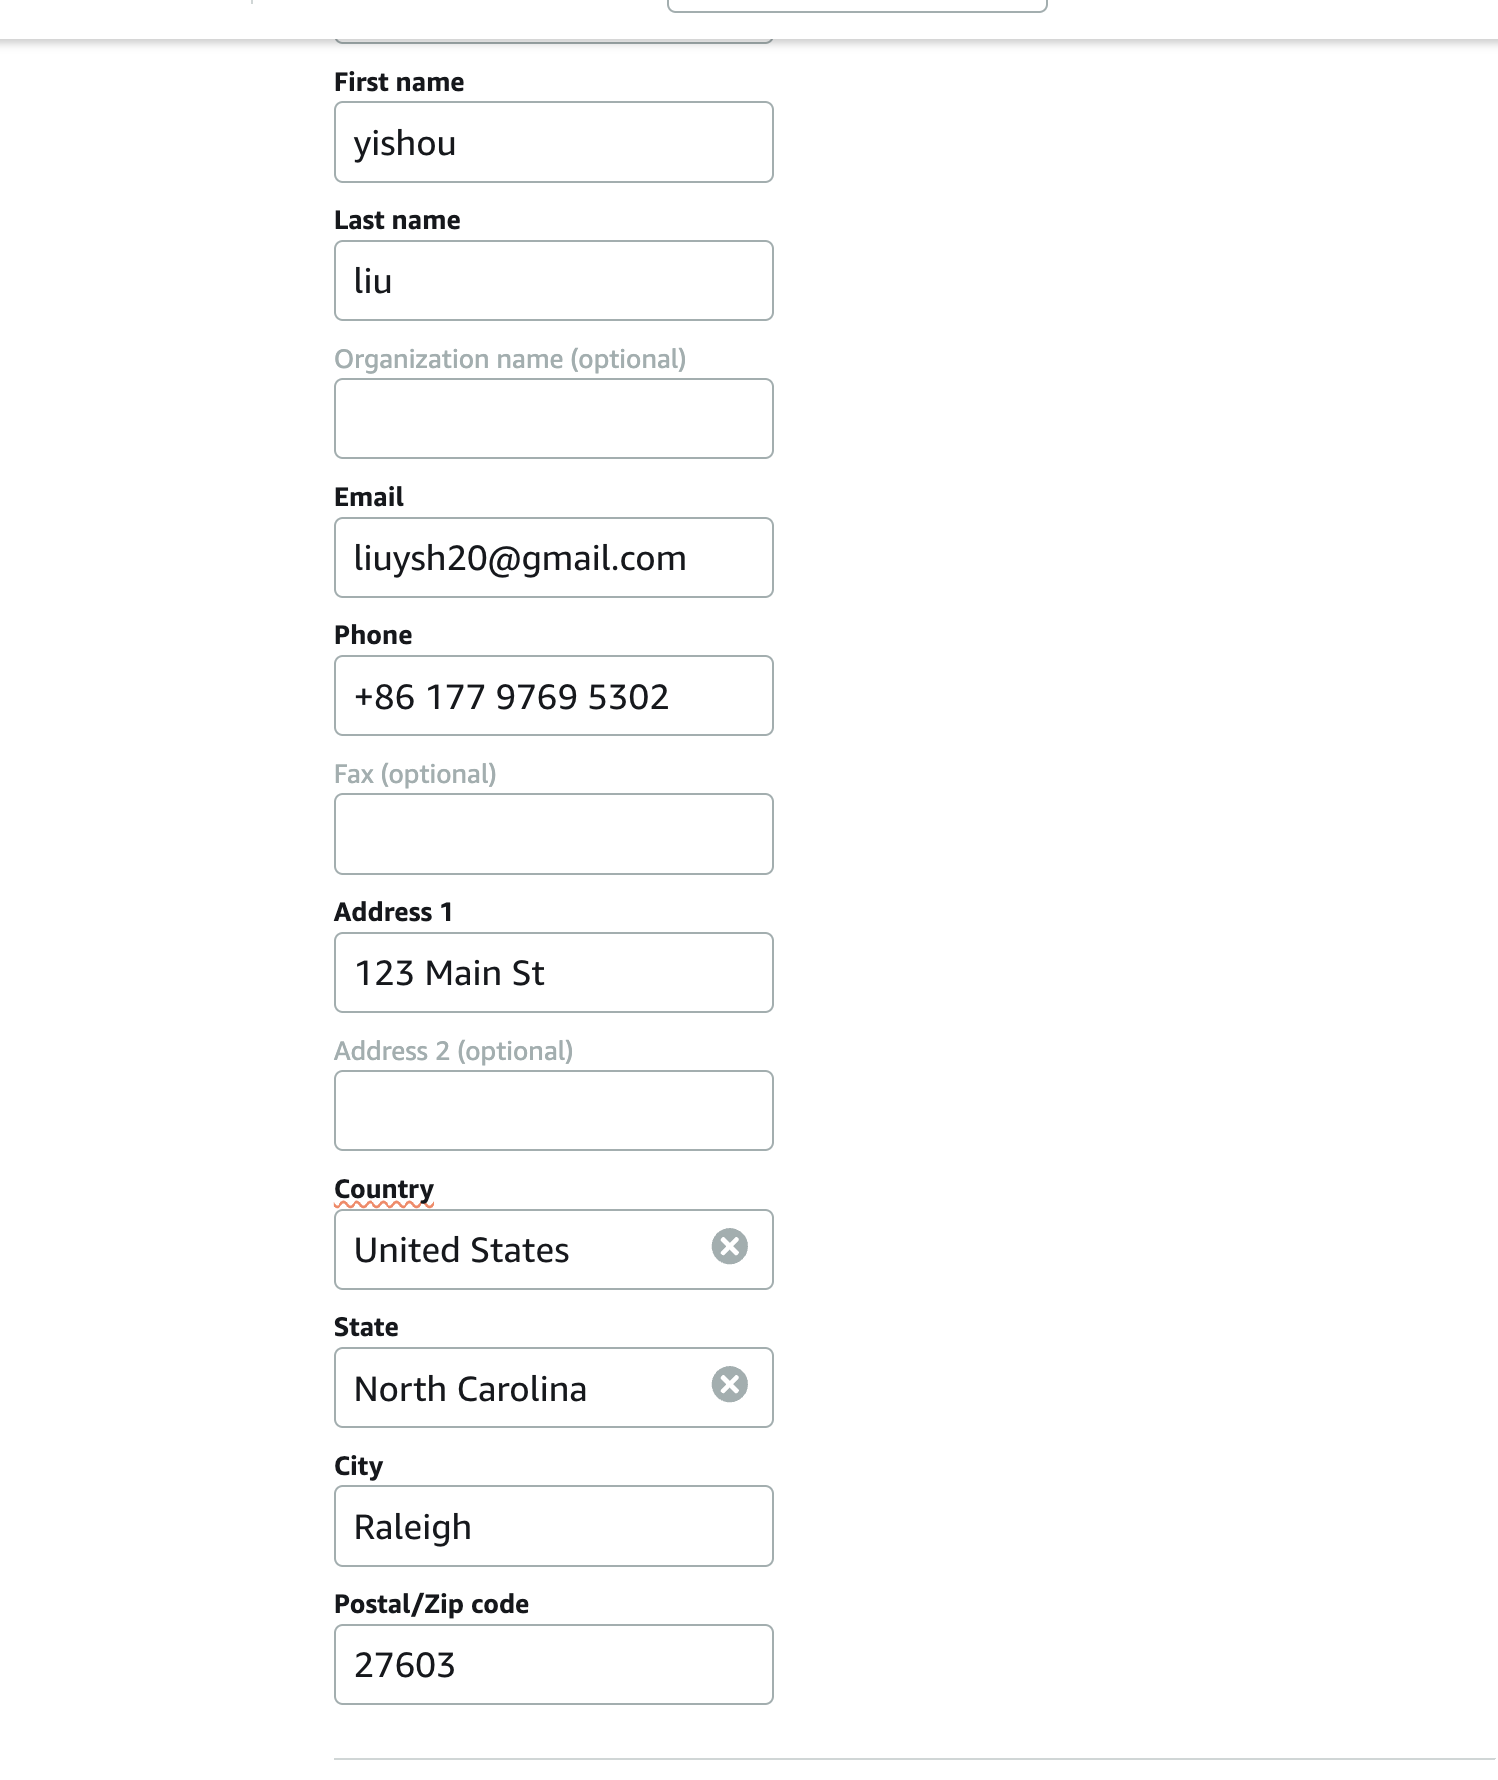 First name
yishou
Last name
liu
Organization name (optional)
Email
liuysh20@gmail.com
Phone
+86 177 9769 5302
Fax (optional)
Address 1
123 Main St
Address 2 (optional)
Country
United States
State
North Carolina
City
Raleigh
Postal/Zip code
27603